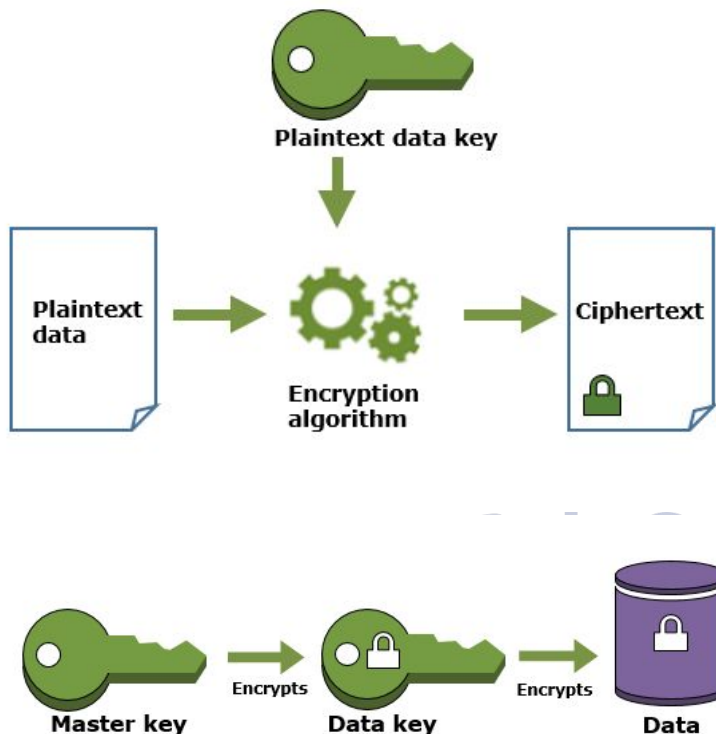 Plaintext data key
Plaintext
data
Ciphertext
Encryption
algorithm
Encrypts
Encrypts
Master key
Data key
Data